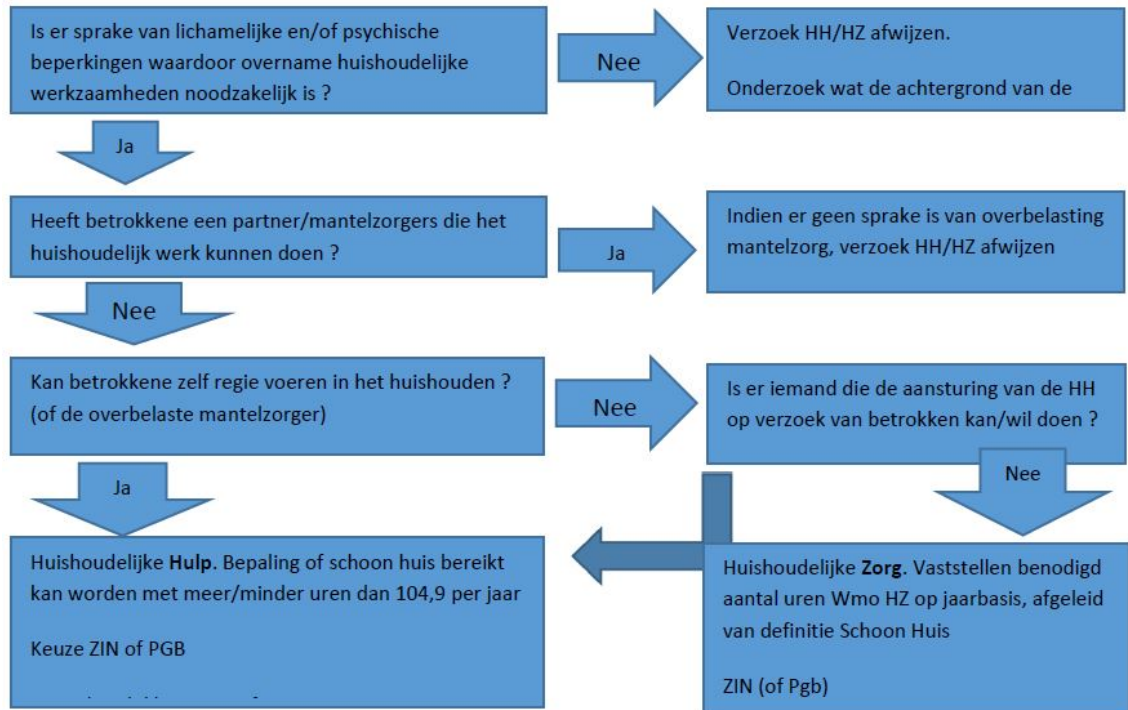 Is er sprake van lichamelijke en/of psychische
beperkingen waardoor overname huishoudelijke
werkzaamheden noodzakelijk is ?
Nee
Verzoek HH/HZ afwijzen.
Onderzoek wat de achtergrond van de
Ja
Heeft betrokkene een partner/mantelzorgers die het
huishoudelijk werk kunnen doen ?
Ja
Indien er geen sprake is van overbelasting
mantelzorg, verzoek HH/HZ afwijzen
Nee
Kan betrokkene zelf regie voeren in het huishouden ?
(of de overbelaste mantelzorger)
Nee
Is er iemand die de aansturing van de HH
op verzoek van betrokken kan/wil doen ?
Ja
Nee
Huishoudelijke Hulp. Bepaling of schoon huis bereikt
kan worden met meer/minder uren dan 104,9 per jaar
Keuze ZIN of PGB
Huishoudelijke Zorg. Vaststellen benodigd
aantal uren Wmo HZ op jaarbasis, afgeleid
van definitie Schoon Huis
ZIN (of Pgb)